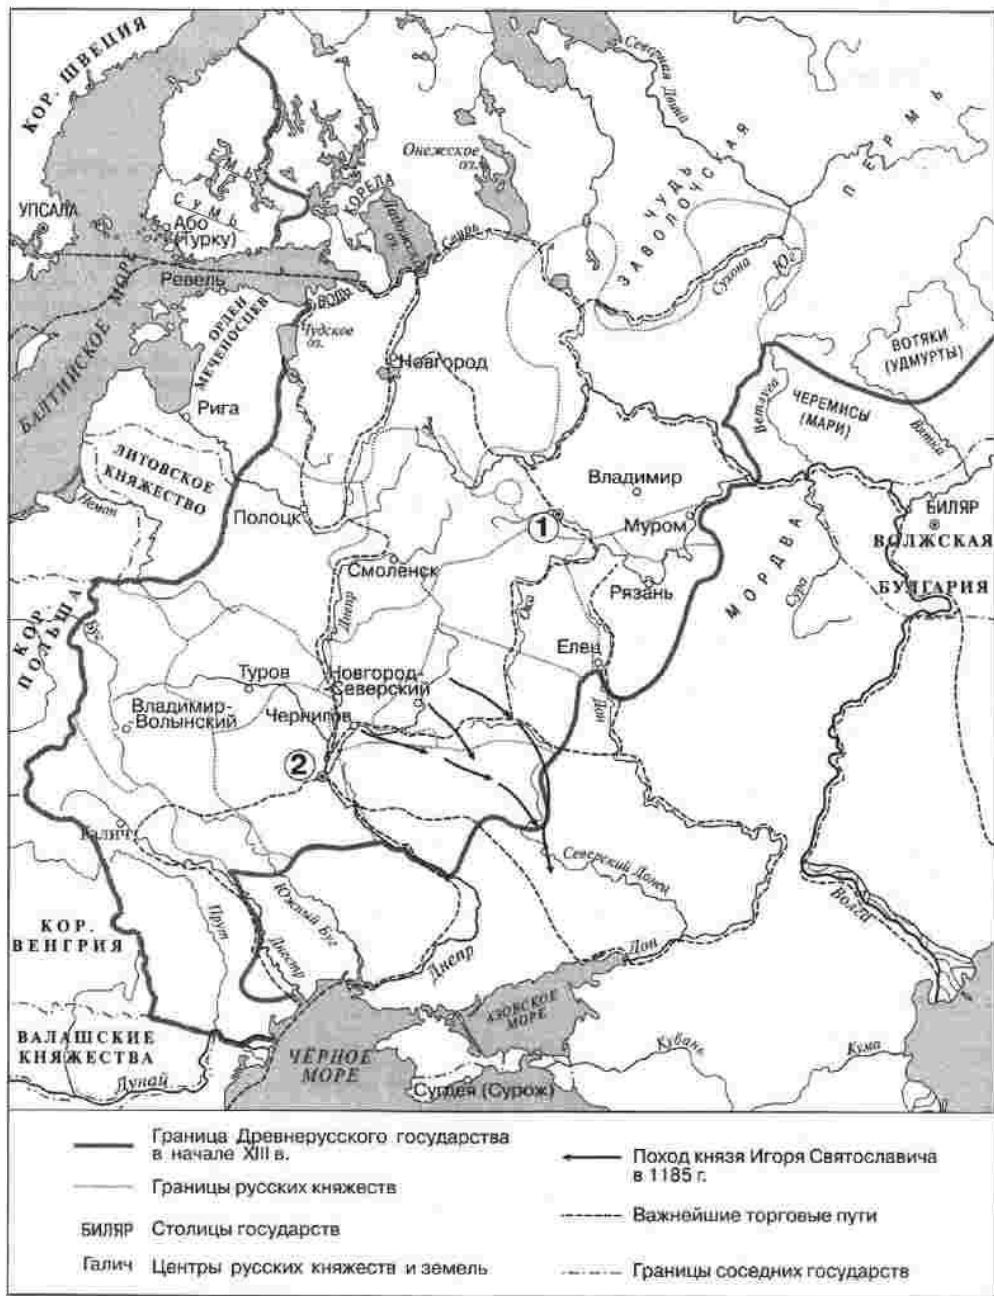 КОР. ШВЕЦИЯ
Северная Двина
ПЕРМЬ
Онежское
оз.
ЧУДЬ
ЗАВОЛОЧСКАЯ
ЕМЬ
СУМЬ
КОРЕЛА
Ладожское
оз.
Свирь
УПСАЛА
Або
(Турку)
Сухона
Юг
БАЛТИЙСКОЕ МОРЕ
Ревель
ВОДЬ
ОРДЕН
МЕЧЕНОСЦЕВ
Чудское
оз.
Новгород
ВОТЯКИ
(УДМУРТЫ)
Ветлуга
ЧЕРЕМИСЫ
(МАРИ)
Вятка
Рига
ЛИТОВСКОЕ
КНЯЖЕСТВО
Неман
Полоцк
Владимир
Муром
1
БИЛЯР
ВОЛЖСКАЯ
БУЛГАРИЯ
МОРДВА
Сура
Смоленск
Рязань
Днепр
Ока
Елец
КОР.
ПОЛЬША
Буг
Туров
Новгород-
Северский
Владимир-
Волынский
Чернигов
Дон
2
Галич
Северский Донец
Южный Буг
Прут
Днестр
КОР.
ВЕНГРИЯ
Днепр
Дон
Волга
АЗОВСКОЕ
МОРЕ
ВАЛАШСКИЕ
КНЯЖЕСТВА
Дунай
ЧЁРНОЕ
МОРЕ
Кубань
Кума
Сугдея (Сурож)
Граница Древнерусского государства
в начале XIII в.
Границы русских княжеств
БИЛЯР Столицы государств
Галич Центры русских княжеств и земель
Поход князя Игоря Святославича
в 1185 г.
Важнейшие торговые пути
Границы соседних государств